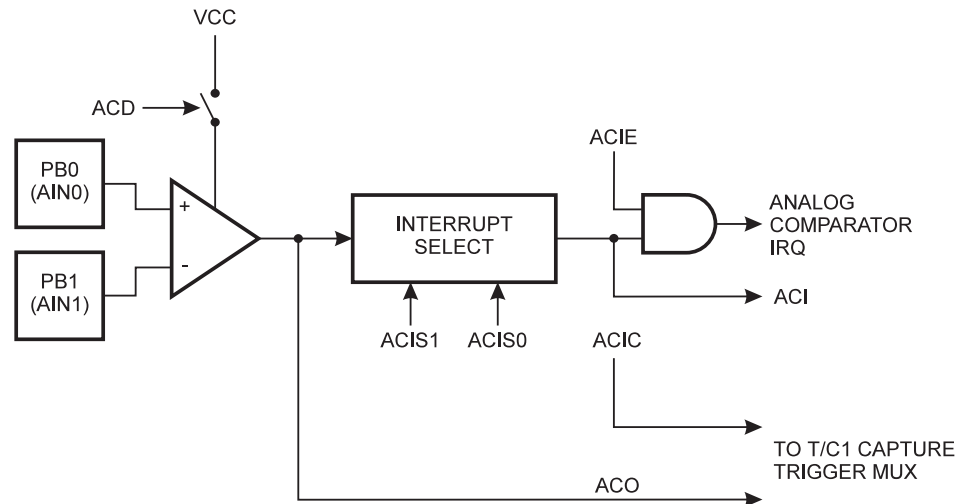 VCC
ACD
PB0
(AIN0)
+
-
PB1
(AIN1)
INTERRUPT
SELECT
ACIS1
ACIS0
ACIE
ANALOG
COMPARATOR
IRQ
ACI
ACIC
TO T/C1 CAPTURE
TRIGGER MUX
ACO